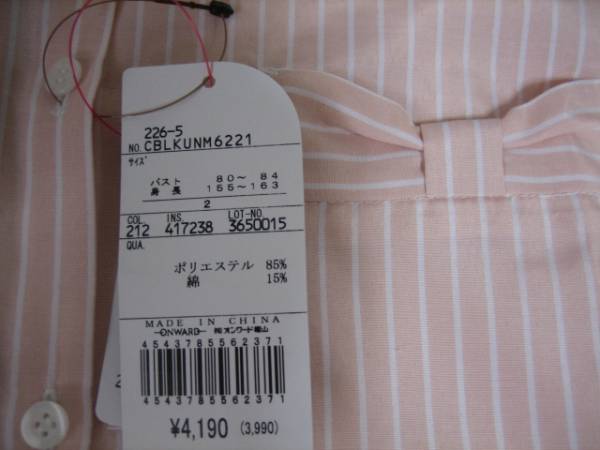 226-5
NO. CBLKUNM6221
サイズ
バスト 80~ 84
身長 155~163
2
COL. INS. LOT-NO.
212 417238 3650015
QUA.
ポリエステル 85%
綿 15%
MADE IN CHINA
ONWARD ㈱オンワード樫山
4543785562371
4543785562371
¥4,190 (3,990)
2